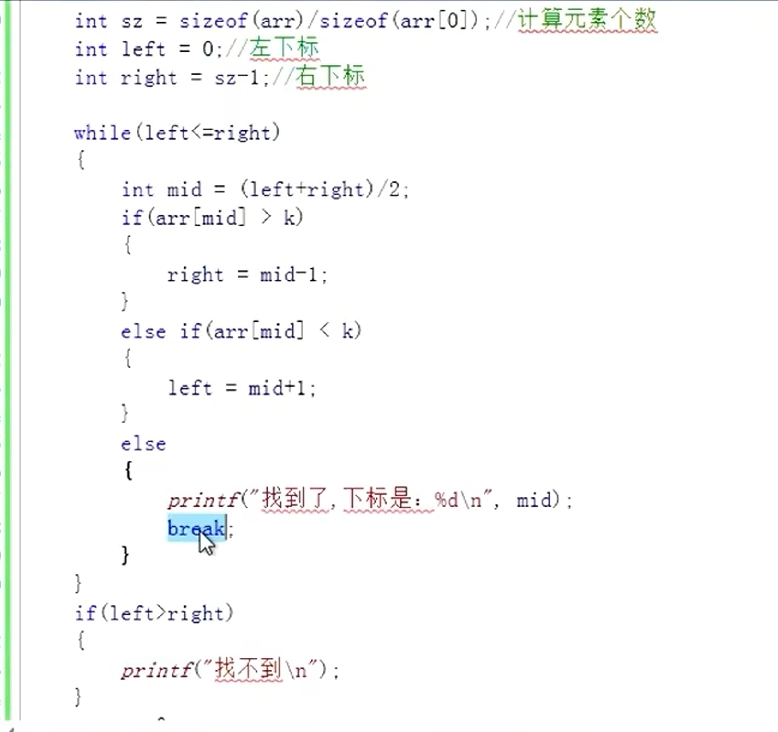 int sz = sizeof(arr)/sizeof(arr[0]);//计算元素个数
int left = 0;//左下标
int right = sz-1;//右下标
while(left<=right)
{
int mid = (left+right)/2;
if(arr[mid] > k)
{
right = mid-1;
}
else if(arr[mid] < k)
{
left = mid+1;
}
else
{
printf("找到了,下标是：%d\n", mid);
break;
}
}
if(left>right)
{
printf("找不到\n");
}